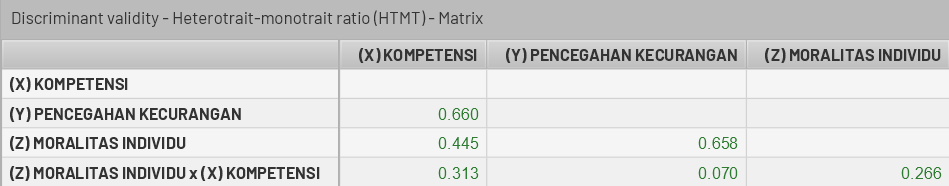 Discriminant validity - Heterotrait-monotrait ratio (HTMT) - Matrix
(X) KOMPETENSI (Y) PENCEGAHAN KECURANGAN (Z) MORALITAS INDIVIDU
(X) KOMPETENSI
(Y) PENCEGAHAN KECURANGAN 0.660
(Z) MORALITAS INDIVIDU 0.445 0.658
(Z) MORALITAS INDIVIDU x (X) KOMPETENSI 0.313 0.070 0.266